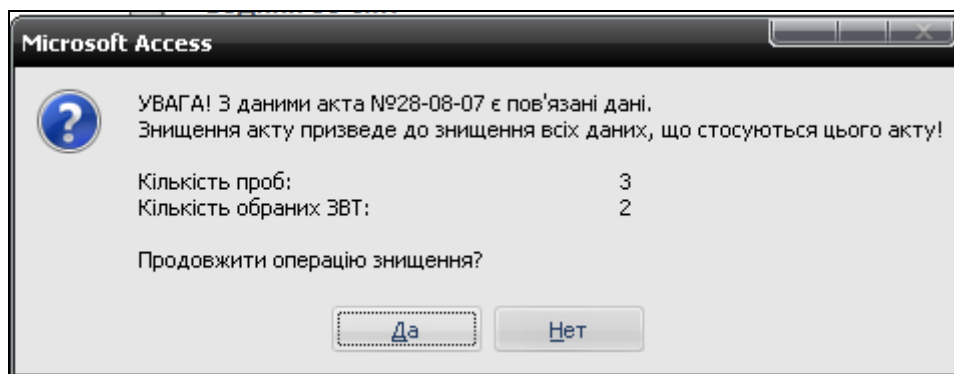 Microsoft Access
УВАГА! З даними акта №28-08-07 є пов'язані дані.
Знищення акту призведе до знищення всіх даних, що стосуються цього акту!
Кількість проб: 3
Кількість обраних ЗВТ: 2
Продовжити операцію знищення?
Да Нет